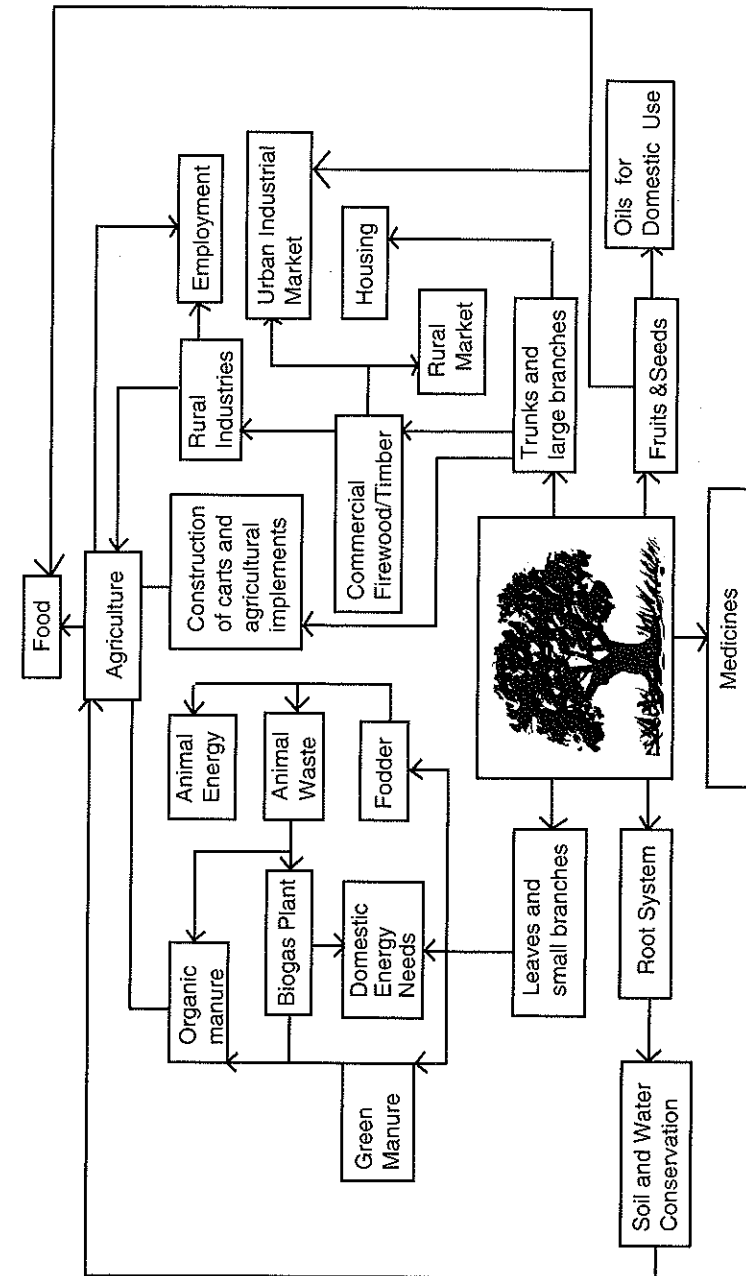 Food
Agriculture
Employment
Rural
Industries
Urban Industrial
Market
Housing
Rural
Market
Construction
of carts and
agricultural
implements
Commercial
Firewood/Timber
Animal
Energy
Animal
Waste
Fodder
Organic
manure
Biogas Plant
Domestic
Energy
Needs
Green
Manure
Leaves and
small branches
Trunks and
large branches
Fruits &Seeds
Oils for
Domestic Use
Root System
Soil and Water
Conservation
Medicines